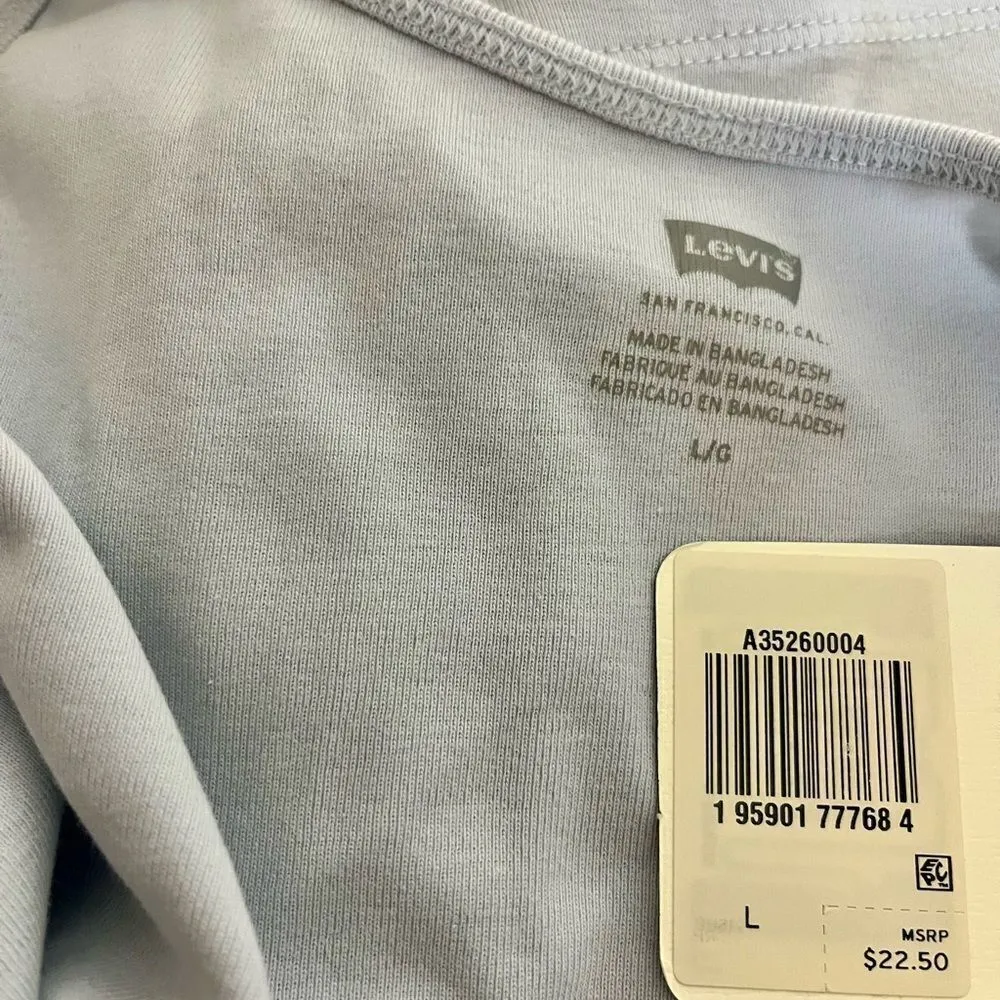 Levi's
SAN FRANCISCO, CAL.
MADE IN BANGLADESH
FABRIQUE AU BANGLADESH
FABRICADO EN BANGLADESH
L/G
A35260004
1 95901 77768 4
EPC™
L
MSRP
$22.50